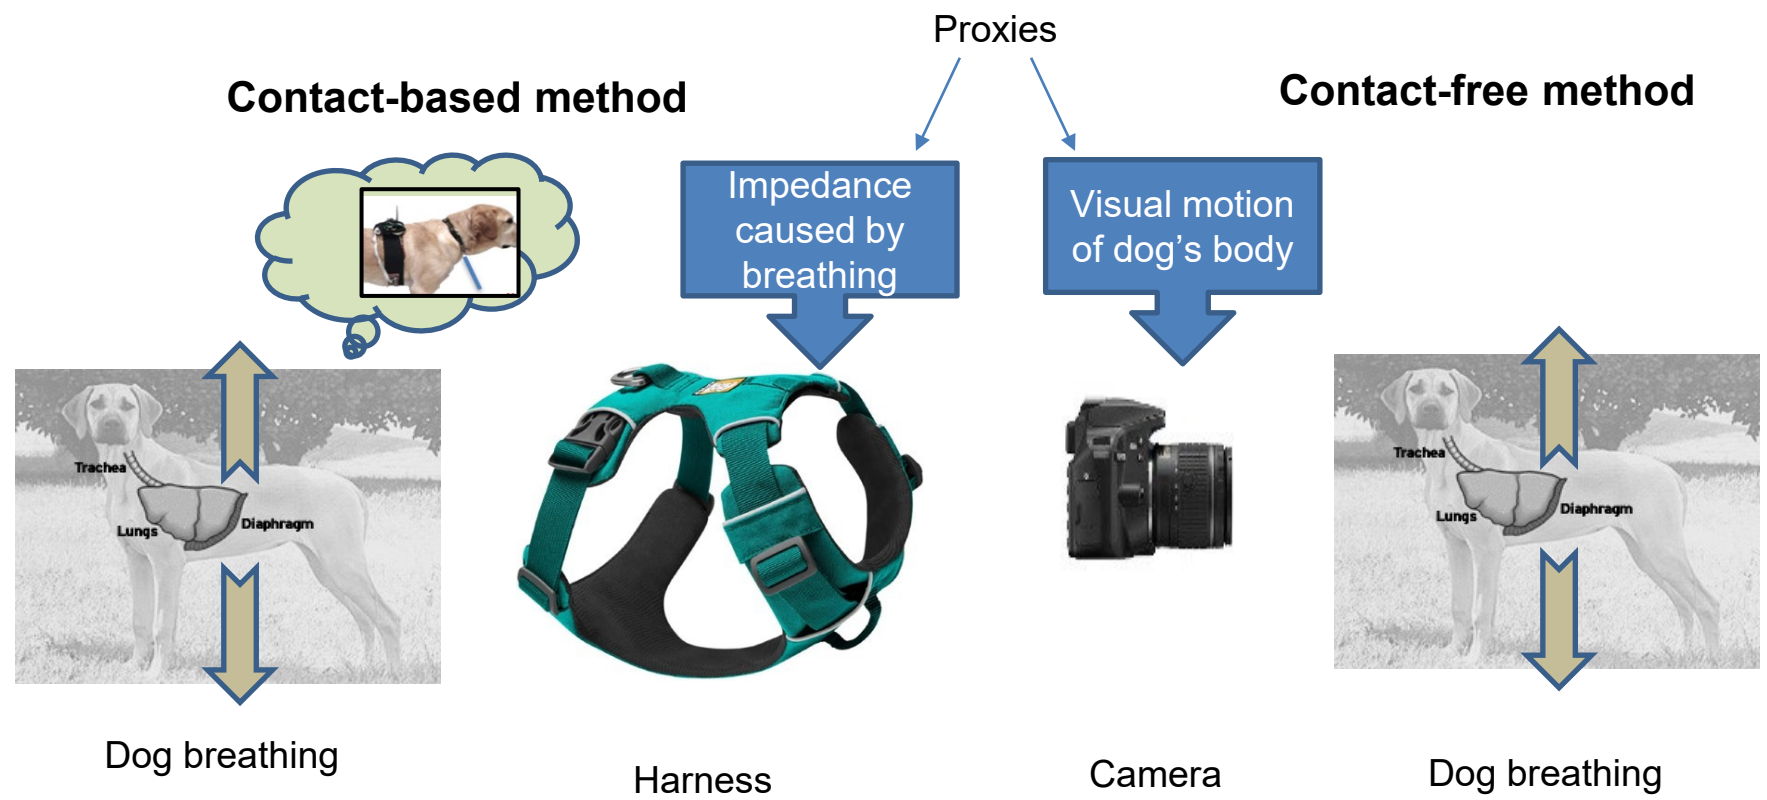 Proxies
Contact-based method
Contact-free method
Impedance
caused by
breathing
Visual motion
of dog’s body
Trachea
Lungs
Diaphragm
Trachea
Lungs
Diaphragm
Dog breathing
Harness
Camera
Dog breathing